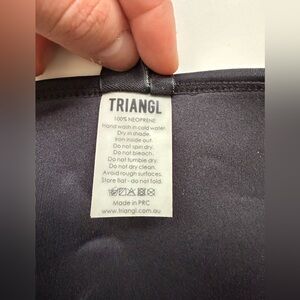 TRIANGL
100% NEOPRENE
Hand wash in cold water.
Dry in shade.
Iron inside out.
Do not spin dry.
Do not bleach.
Do not tumble dry.
Do not dry clean.
Avoid rough surfaces.
Store flat - do not fold.
Made in PRC
www.triangl.com.au